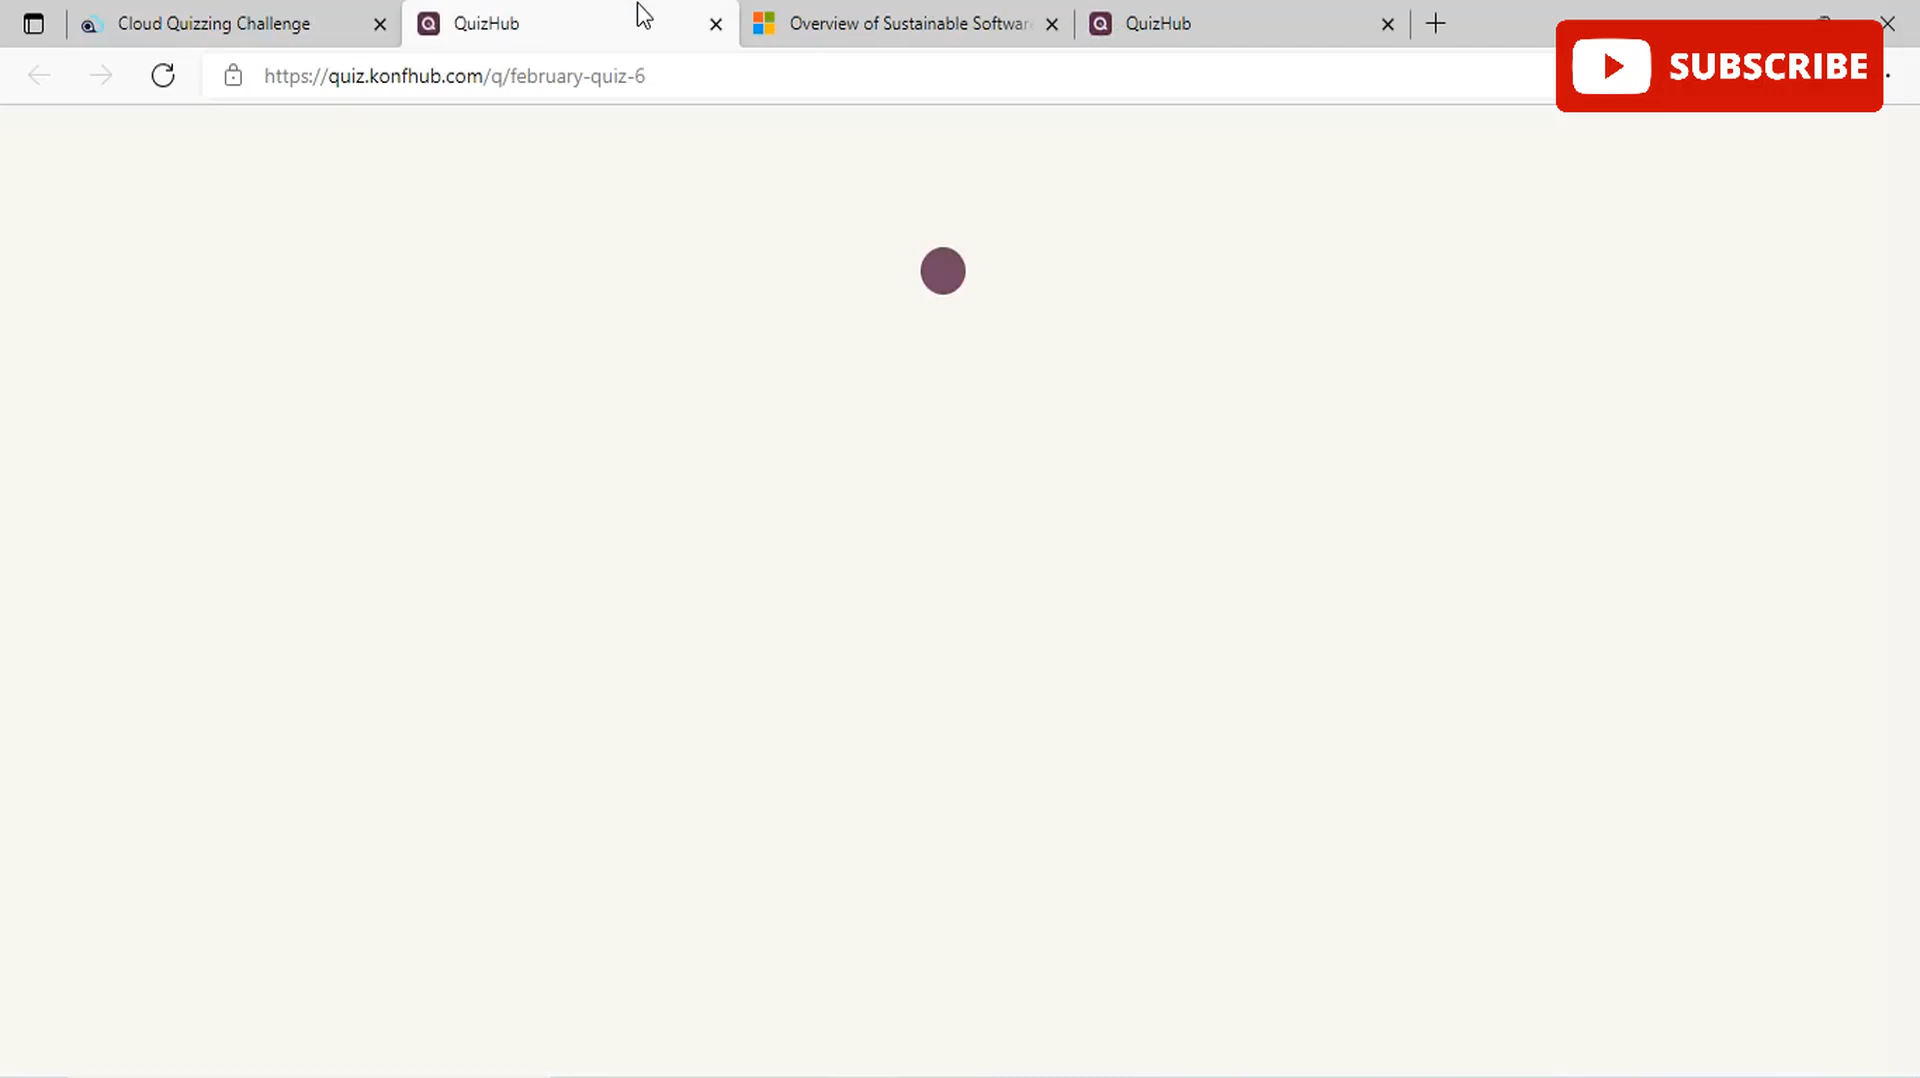 Cloud Quizzing Challenge
QuizHub
Overview of Sustainable Softwar
QuizHub
https://quiz.konfhub.com/q/february-quiz-6
SUBSCRIBE